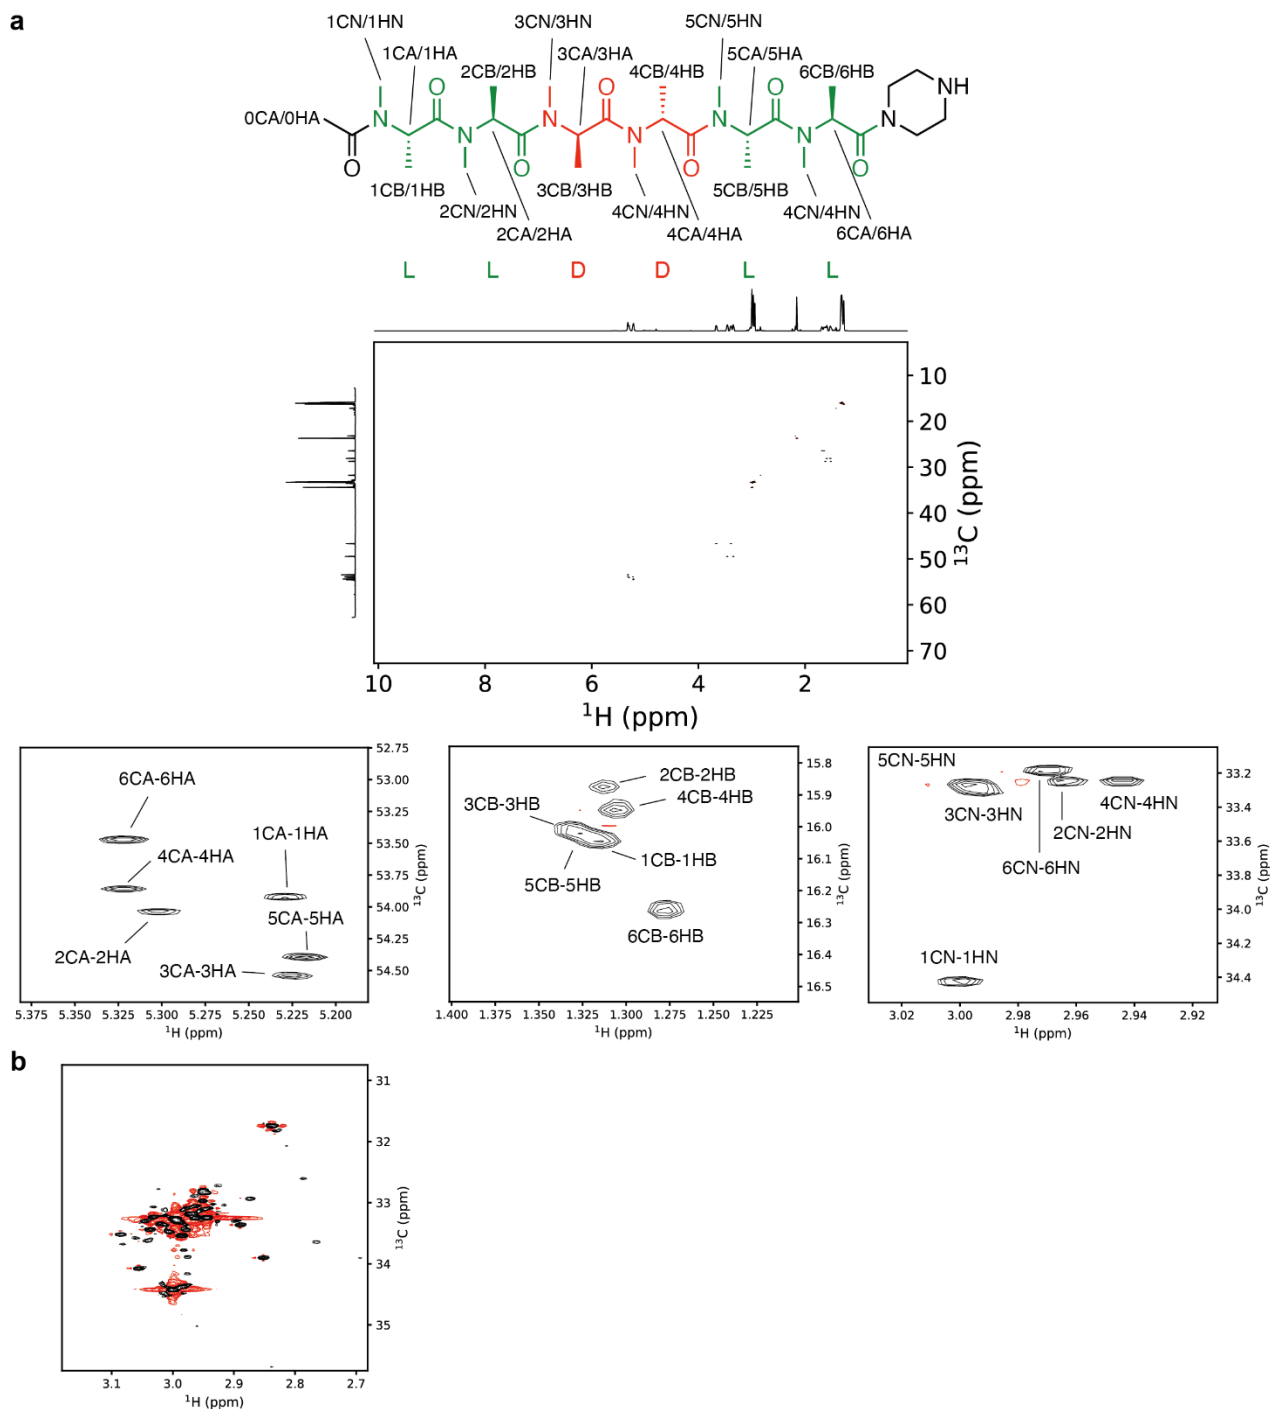 a
1CN/1HN
3CN/3HN
5CN/5HN
1CA/1HA
3CA/3HA
5CA/5HA
2CB/2HB
4CB/4HB
6CB/6HB
O O O NH
0CA/0HA N N N N N N N
O O O O
1CB/1HB
3CB/3HB
5CB/5HB
2CN/2HN
4CN/4HN
4CN/4HN
2CA/2HA
4CA/4HA
6CA/6HA
L L D D L L
10
20
30
40
50
60
70
13C (ppm)
10 8 6 4 2
1H (ppm)
6CA-6HA
1CA-1HA
4CA-4HA
5CA-5HA
2CA-2HA
3CA-3HA
52.75
53.00
53.25
53.50
53.75
54.00
54.25
54.50
13C (ppm)
5.375 5.350 5.325 5.300 5.275 5.250 5.225 5.200
1H (ppm)
2CB-2HB
3CB-3HB
4CB-4HB
1CB-1HB
5CB-5HB
6CB-6HB
15.8
15.9
16.0
16.1
16.2
16.3
16.4
16.5
13C (ppm)
1.400 1.375 1.350 1.325 1.300 1.275 1.250 1.225
1H (ppm)
5CN-5HN
3CN-3HN
4CN-4HN
2CN-2HN
6CN-6HN
1CN-1HN
33.2
33.4
33.6
33.8
34.0
34.2
34.4
13C (ppm)
3.02 3.00 2.98 2.96 2.94 2.92
1H (ppm)
b
31
32
33
34
35
13C (ppm)
3.1 3.0 2.9 2.8 2.7
1H (ppm)